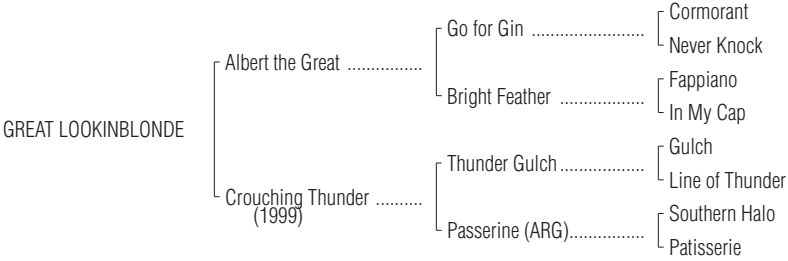 Cormorant
Go for Gin ........................
Never Knock
Albert the Great ................
Fappiano
Bright Feather ..................
In My Cap
GREAT LOOKINBLONDE
Gulch
Thunder Gulch ..................
Line of Thunder
Crouching Thunder ..........
(1999)
Southern Halo
Passerine (ARG)................
Patisserie